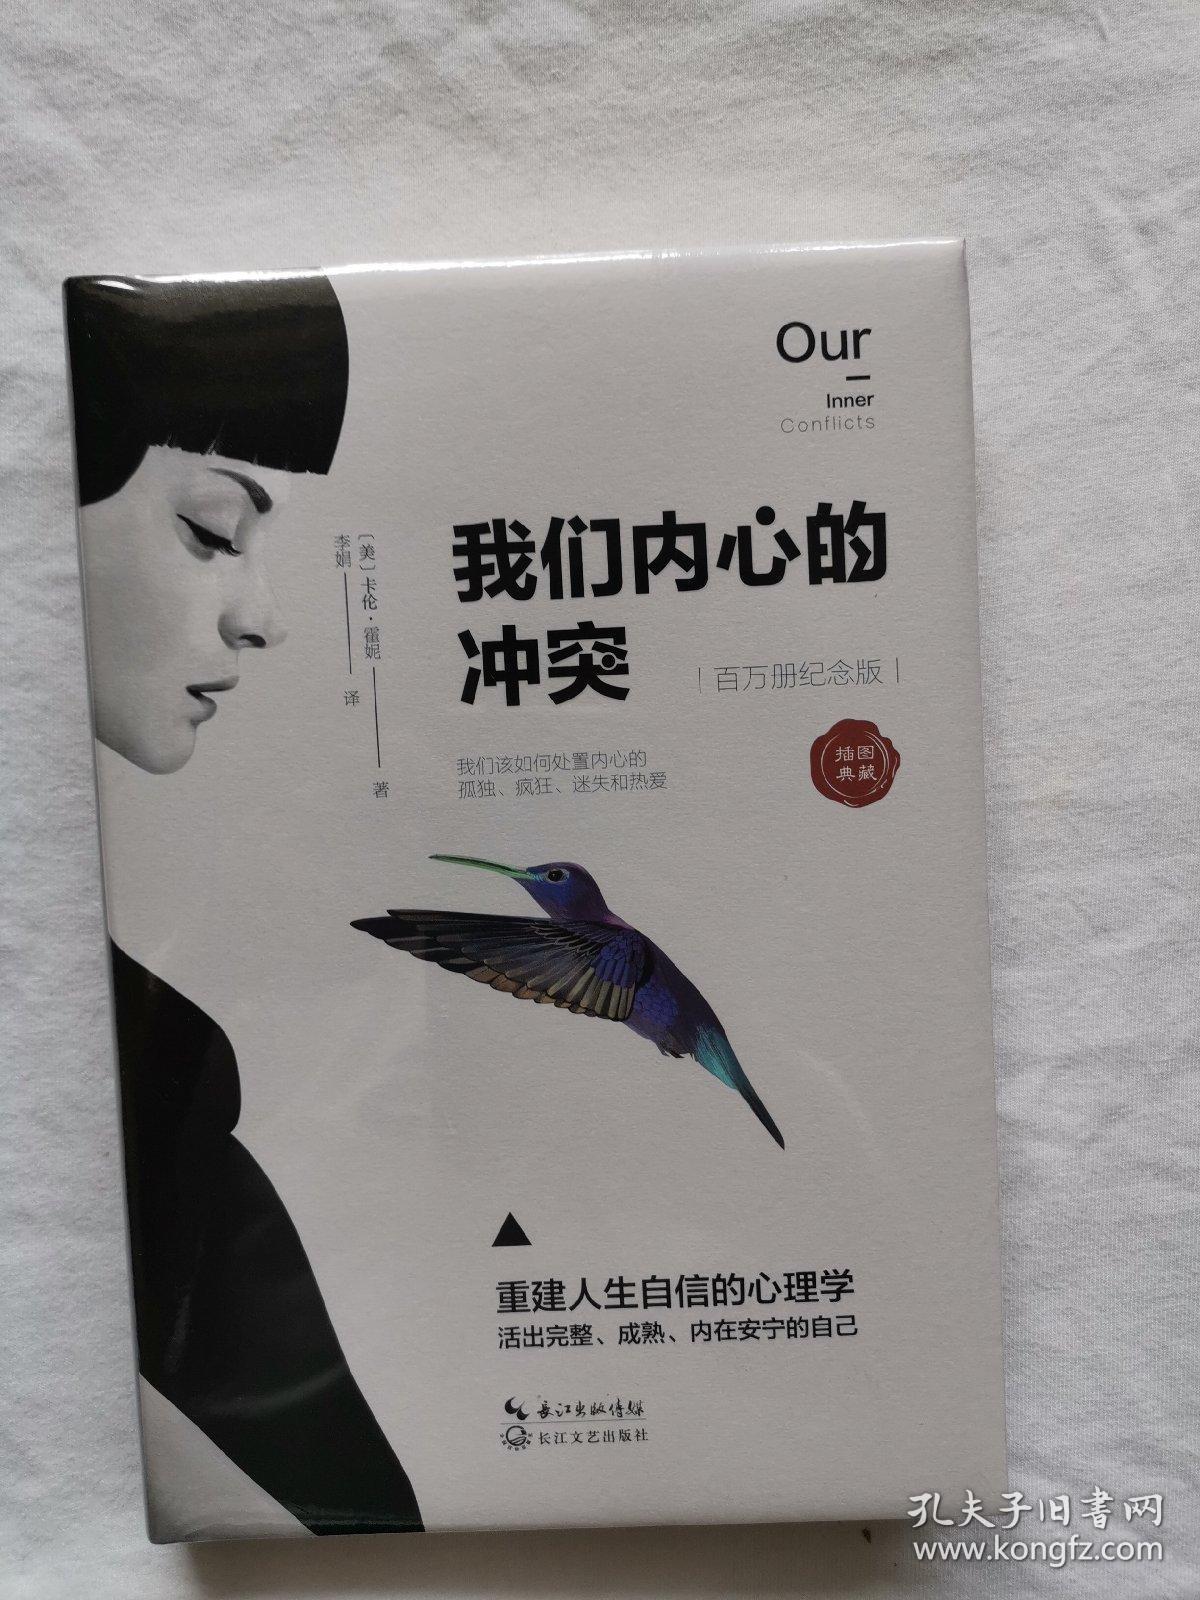 Our
Inner
Conflicts
我们内心的
冲突
百万册纪念版
[美]卡伦·霍妮 著
李娟 译
插图
典藏
我们该如何处置内心的
孤独、疯狂、迷失和热爱
重建人生自信的心理学
活出完整、成熟、内在安宁的自己
长江出版传媒
长江文艺出版社
孔夫子旧書网
www.kongfz.com